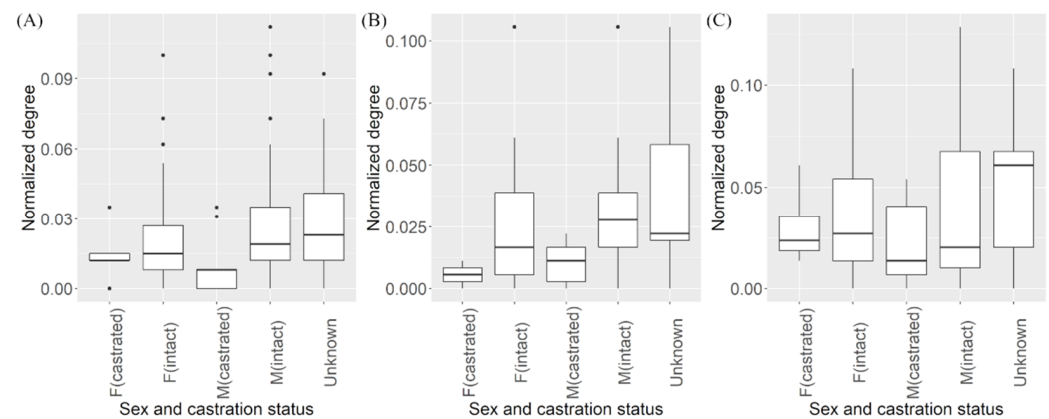 (A)
Normalized degree
0.09
0.06
0.03
0.00
F(castrated)
F(intact)
M(castrated)
M(intact)
Unknown
Sex and castration status
(B)
Normalized degree
0.100
0.075
0.050
0.025
0.000
F(castrated)
F(intact)
M(castrated)
M(intact)
Unknown
Sex and castration status
(C)
Normalized degree
0.10
0.05
0.00
F(castrated)
F(intact)
M(castrated)
M(intact)
Unknown
Sex and castration status